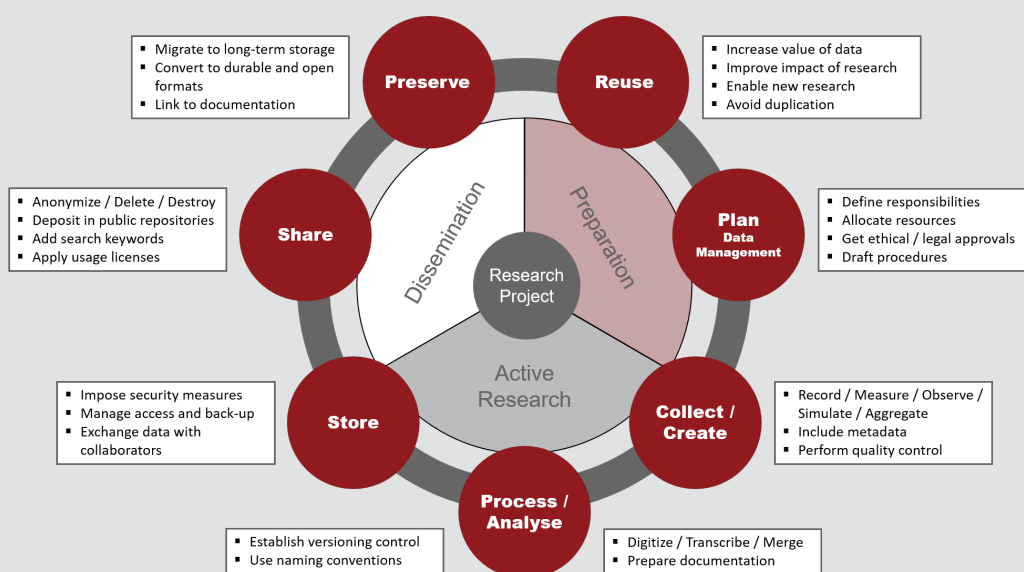 Preserve
▪ Migrate to long-term storage
▪ Convert to durable and open
formats
▪ Link to documentation
Reuse
▪ Increase value of data
▪ Improve impact of research
▪ Enable new research
▪ Avoid duplication
Share
▪ Anonymize / Delete / Destroy
▪ Deposit in public repositories
▪ Add search keywords
▪ Apply usage licenses
Dissemination
Preparation
Research
Project
Plan
Data
Management
▪ Define responsibilities
▪ Allocate resources
▪ Get ethical / legal approvals
▪ Draft procedures
Active
Research
Store
▪ Impose security measures
▪ Manage access and back-up
▪ Exchange data with
collaborators
Collect /
Create
▪ Record / Measure / Observe /
Simulate / Aggregate
▪ Include metadata
▪ Perform quality control
Process /
Analyse
▪ Establish versioning control
▪ Use naming conventions
▪ Digitize / Transcribe / Merge
▪ Prepare documentation